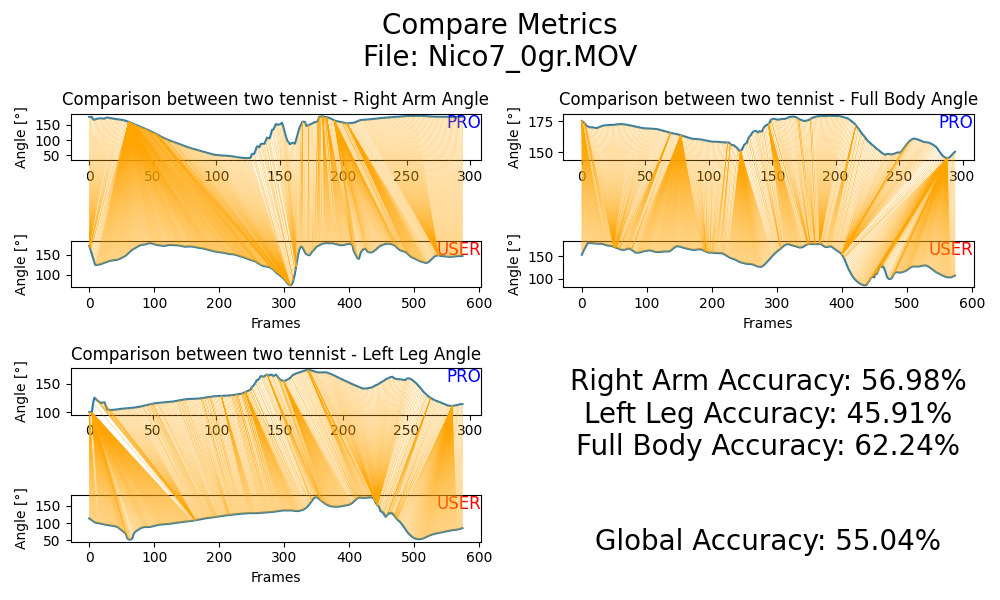 Compare Metrics
File: Nico7_0gr.MOV
Comparison between two tennist - Right Arm Angle
Angle [°]
150
100
50
PRO
0
50
100
150
200
250
300
Angle [°]
150
100
USER
0
100
200
300
400
500
600
Frames
Comparison between two tennist - Full Body Angle
Angle [°]
175
150
PRO
0
50
100
150
200
250
300
Angle [°]
150
100
USER
0
100
200
300
400
500
600
Frames
Comparison between two tennist - Left Leg Angle
Angle [°]
150
100
PRO
0
50
100
150
200
250
300
Angle [°]
150
100
50
USER
0
100
200
300
400
500
600
Frames
Right Arm Accuracy: 56.98%
Left Leg Accuracy: 45.91%
Full Body Accuracy: 62.24%
Global Accuracy: 55.04%